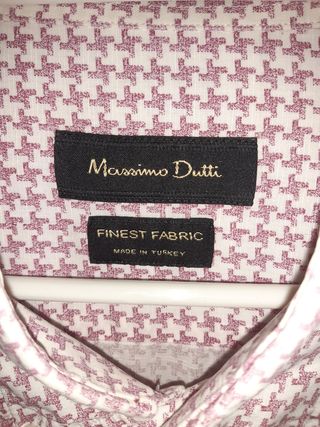 Massimo Dutti
FINEST FABRIC
MADE IN TURKEY